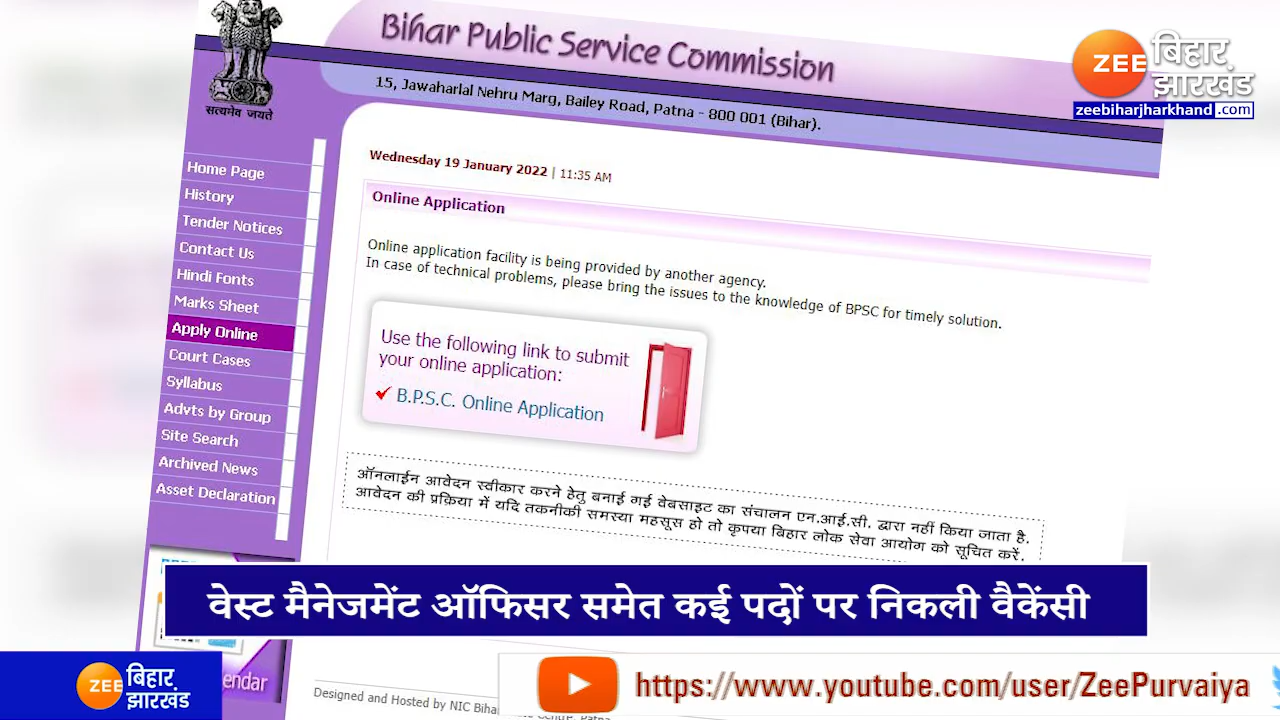 Bihar Public Service Commission
15, Jawaharlal Nehru Marg, Bailey Road, Patna - 800 001 (Bihar).
सत्यमेव जयते
ZEE बिहार झारखंड
zeebiharjharkhand.com
Wednesday 19 January 2022 | 11:35 AM
Home Page
History
Tender Notices
Contact Us
Hindi Fonts
Marks Sheet
Apply Online
Court Cases
Syllabus
Advts by Group
Site Search
Archived News
Asset Declaration
Online Application
Online application facility is being provided by another agency.
In case of technical problems, please bring the issues to the knowledge of BPSC for timely solution.
Use the following link to submit
your online application:
B.P.S.C. Online Application
ऑनलाईन आवेदन स्वीकार करने हेतु बनाई गई वेबसाइट का संचालन एन.आई.सी. द्वारा नहीं किया जाता है.
आवेदन की प्रक्रिया में यदि तकनीकी समस्या महसूस हो तो कृपया बिहार लोक सेवा आयोग को सूचित करें.
वेस्ट मैनेजमेंट ऑफिसर समेत कई पदों पर निकली वैकेंसी
ZEE बिहार झारखंड
Designed and Hosted by NIC Bihar
https://www.youtube.com/user/ZeePurvaiya